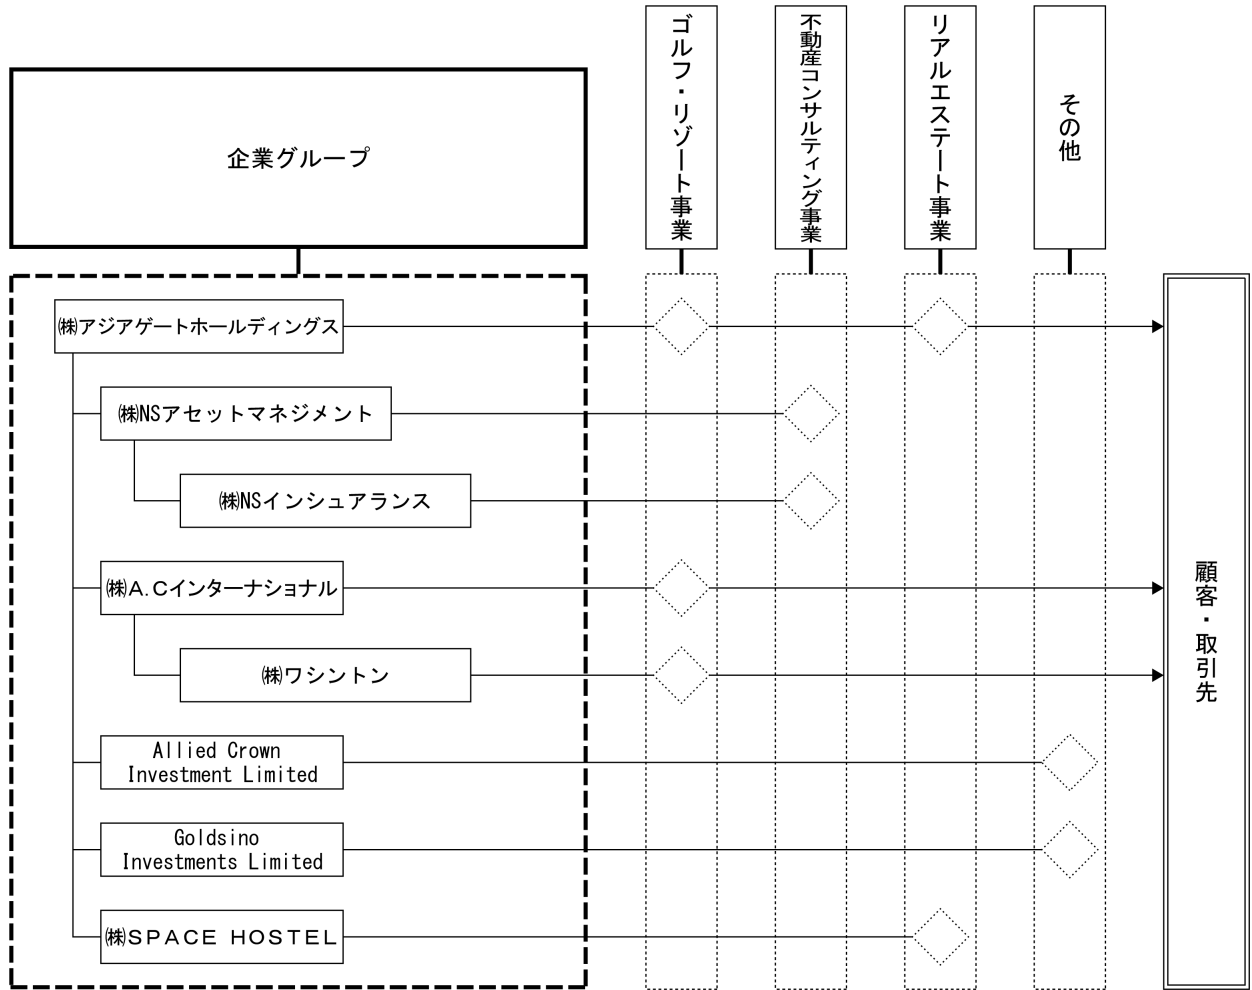 企業グループ
ゴルフ・リゾート事業
不動産コンサルティング事業
リアルエステート事業
その他
㈱アジアゲートホールディングス
㈱NSアセットマネジメント
㈱NSインシュアランス
㈱A.Cインターナショナル
㈱ワシントン
Allied Crown
Investment Limited
Goldsino
Investments Limited
㈱SPACE HOSTEL
顧客・取引先